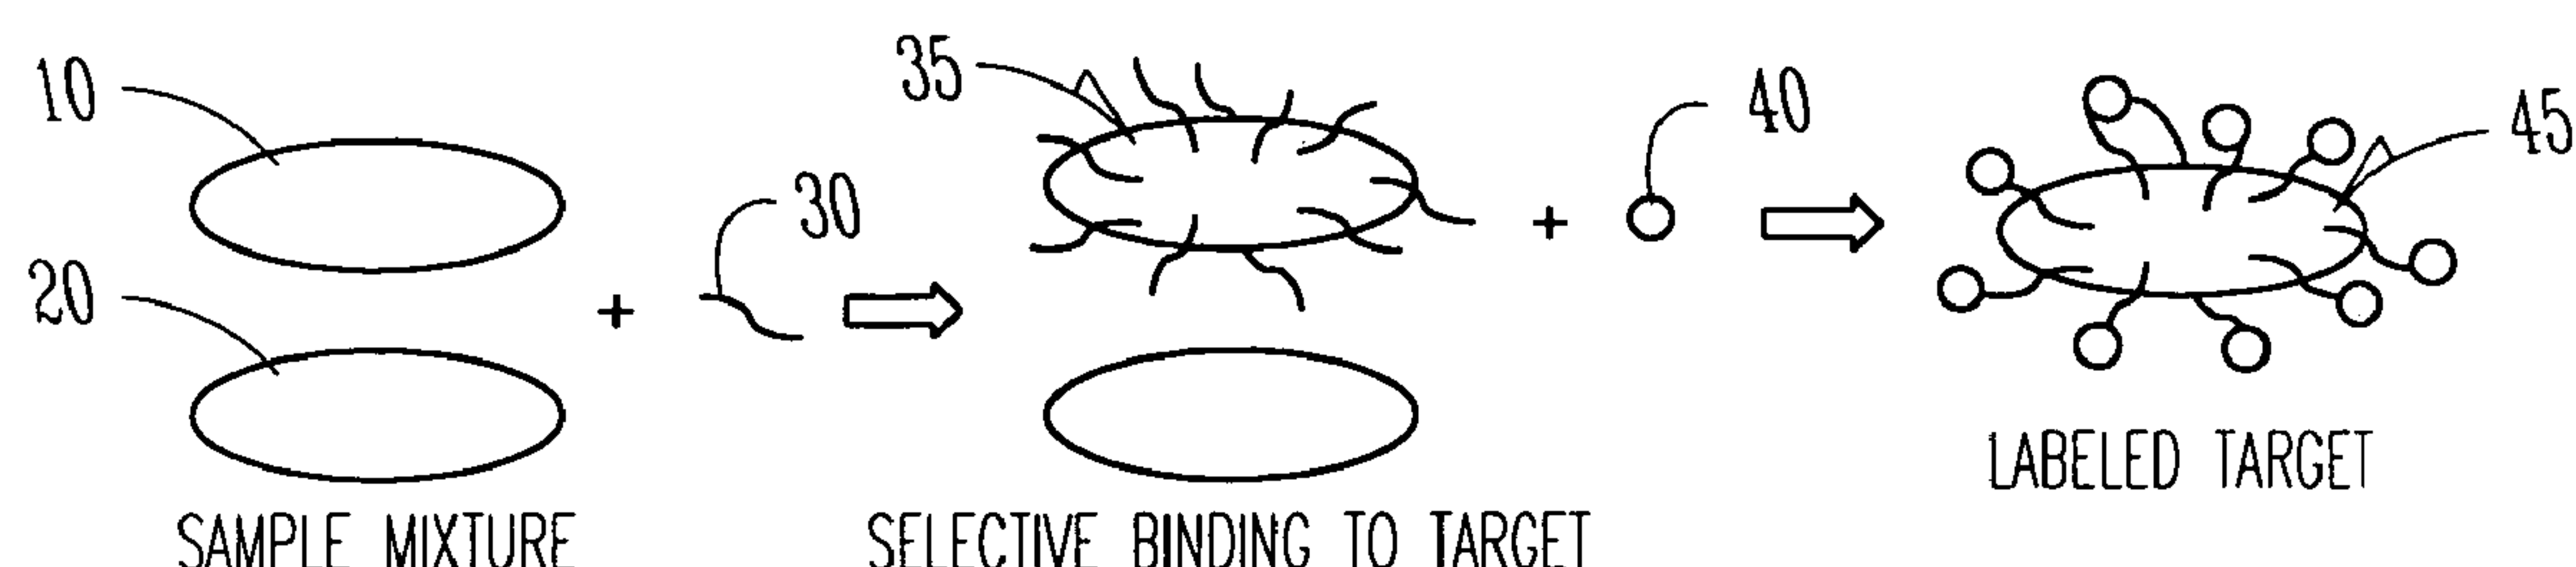 10
20
+
30
35
+
40
45
SAMPLE MIXTURE
SELECTIVE BINDING TO TARGET
LABELED TARGET